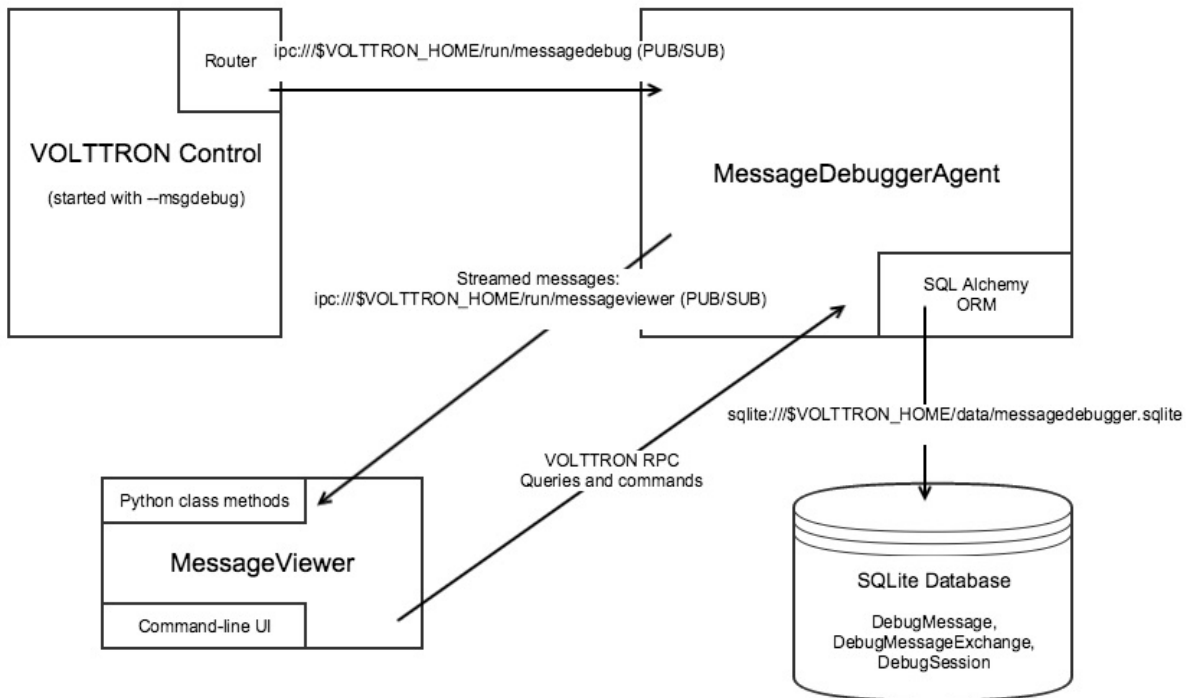 Router
ipc:///$VOLTTRON_HOME/run/messagedebug (PUB/SUB)
VOLTTRON Control
(started with --msgdebug)
MessageDebuggerAgent
Streamed messages:
ipc:///$VOLTTRON_HOME/run/messageviewer (PUB/SUB)
SQL Alchemy
ORM
sqlite:///$VOLTTRON_HOME/data/messagedebugger.sqlite
VOLTTRON RPC
Queries and commands
Python class methods
MessageViewer
Command-line UI
SQLite Database
DebugMessage,
DebugMessageExchange,
DebugSession